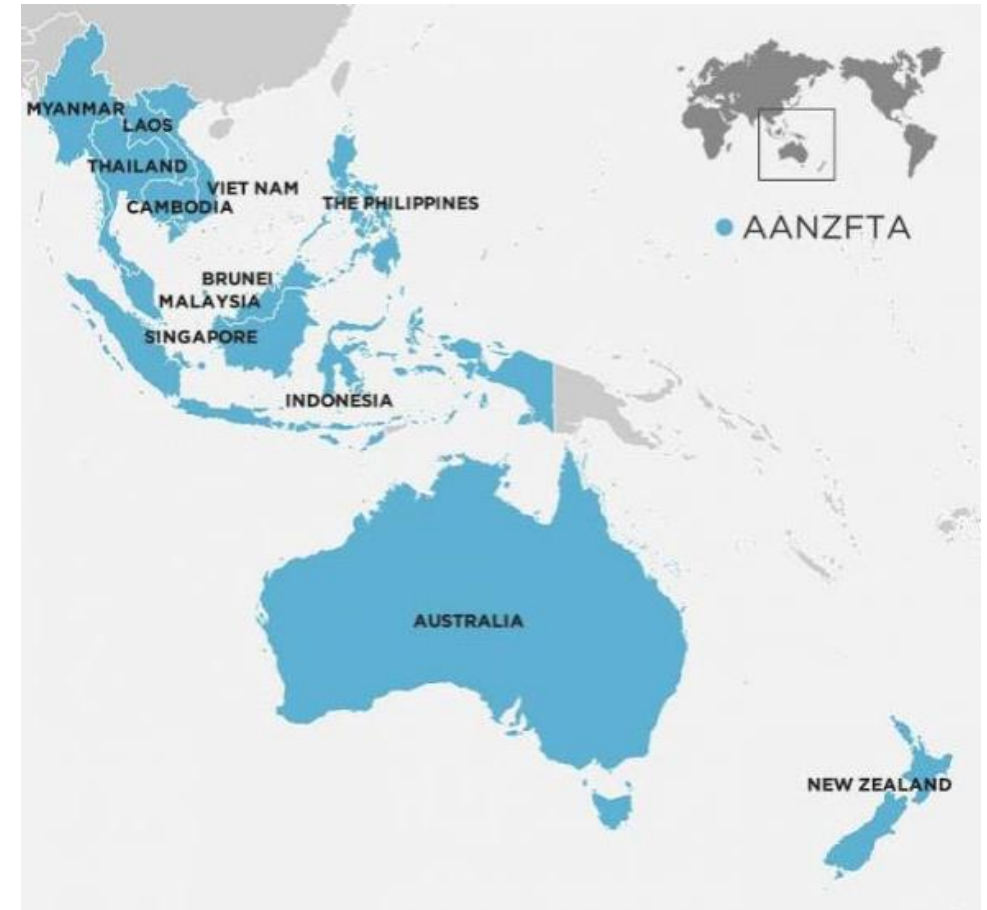 MYANMAR
LAOS
THAILAND
VIET NAM
CAMBODIA
THE PHILIPPINES
AANZFTA
BRUNEI
MALAYSIA
SINGAPORE
INDONESIA
AUSTRALIA
NEW ZEALAND